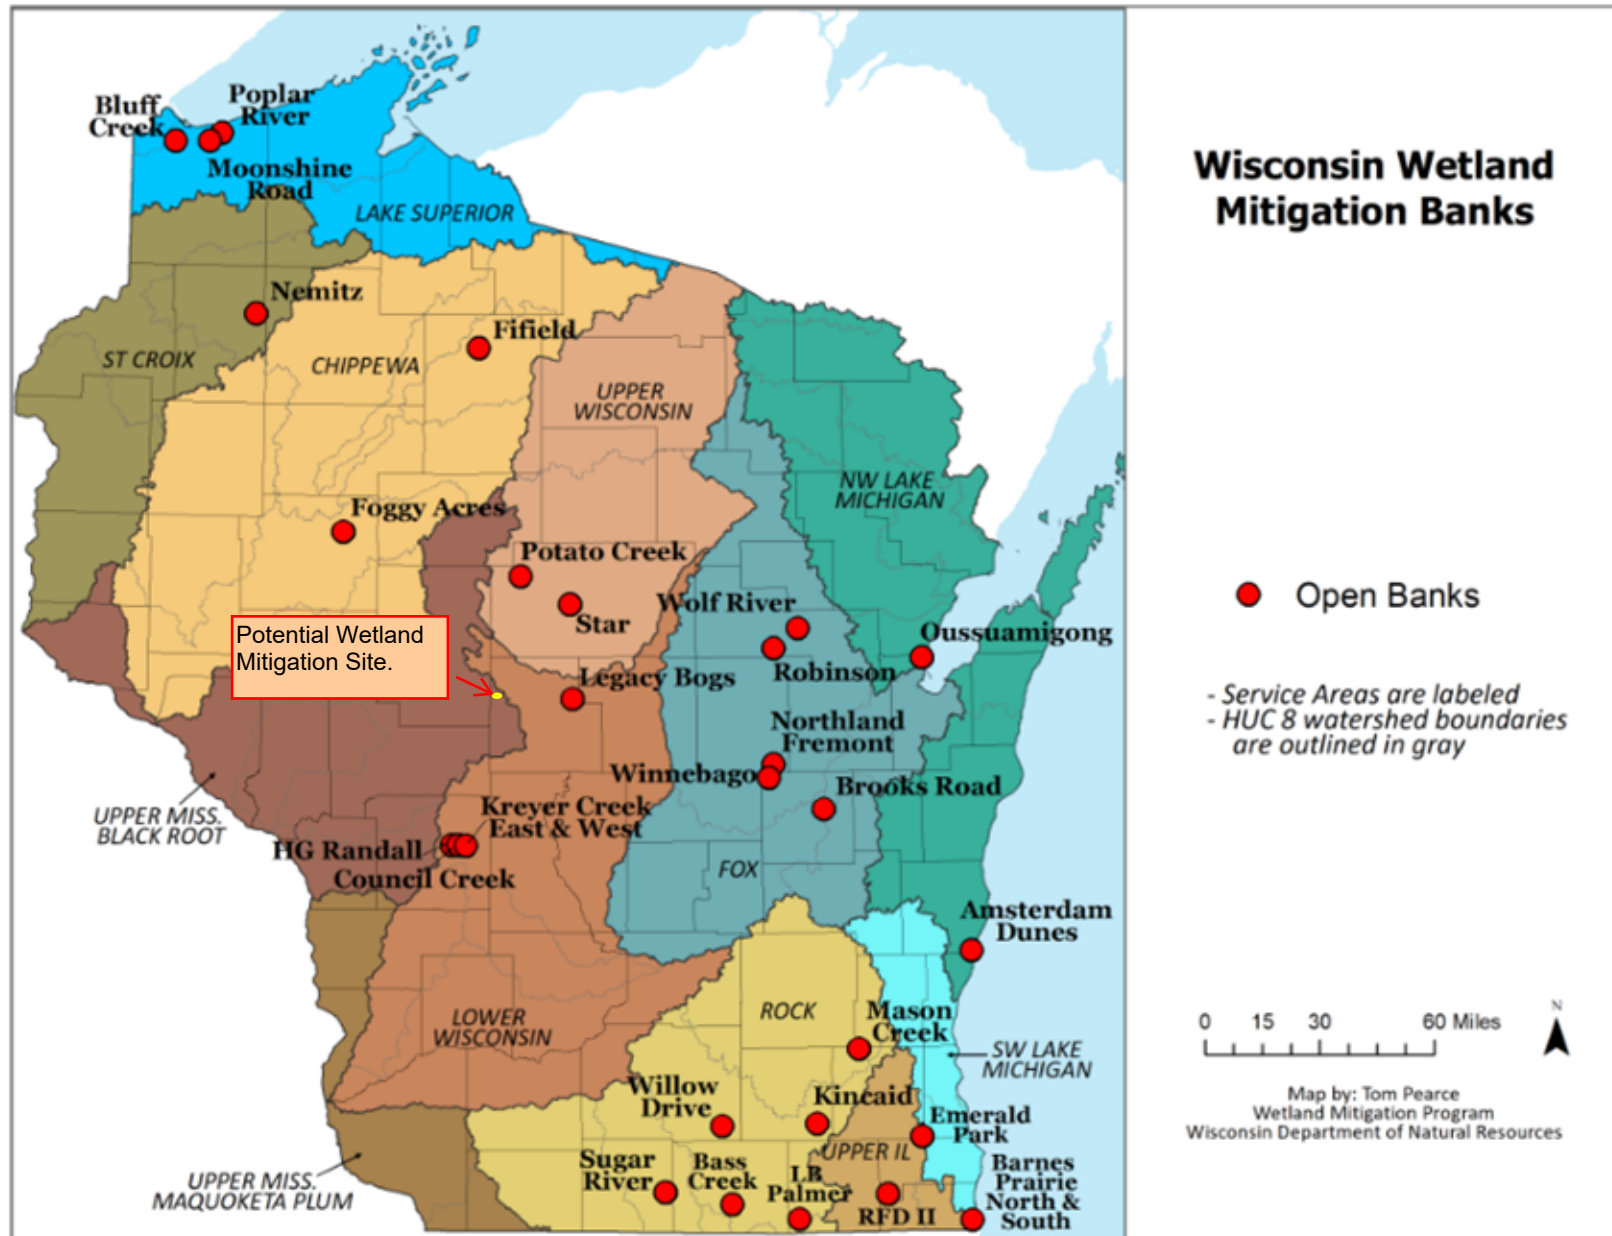 Wisconsin Wetland
Mitigation Banks
Bluff
Creek
Poplar
River
Moonshine
Road
LAKE SUPERIOR
Nemitz
Fifield
ST CROIX
CHIPPEWA
UPPER
WISCONSIN
NW LAKE
MICHIGAN
Foggy Acres
Potato Creek
Star
Wolf River
Robinson
Oussuamigong
Potential Wetland
Mitigation Site.
Legacy Bogs
Northland
Fremont
Winnebago
Brooks Road
UPPER MISS.
BLACK ROOT
Kreyer Creek
East & West
HG Randall
Council Creek
FOX
Amsterdam
Dunes
LOWER
WISCONSIN
ROCK
Mason
Creek
SW LAKE
MICHIGAN
Willow
Drive
Kincaid
Emerald
Park
UPPER IL
Sugar
River
Bass
Creek
LB
Palmer
RFD II
Barnes
Prairie
North &
South
UPPER MISS.
MAQUOKETA PLUM
Open Banks
- Service Areas are labeled
- HUC 8 watershed boundaries
are outlined in gray
N
0 15 30 60 Miles
Map by: Tom Pearce
Wetland Mitigation Program
Wisconsin Department of Natural Resources